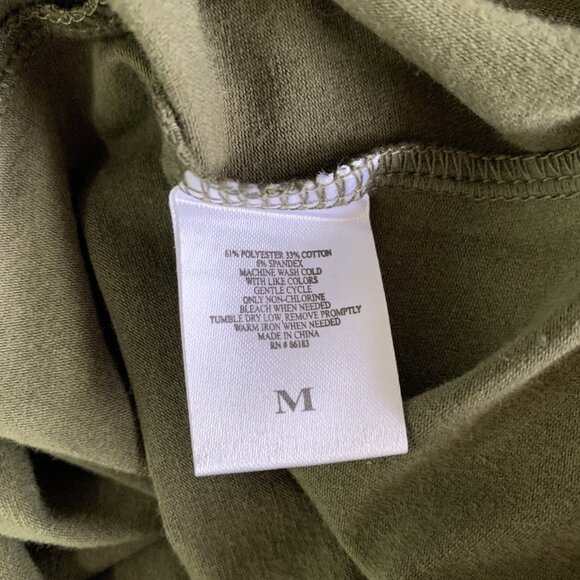 61% POLYESTER 33% COTTON
6% SPANDEX
MACHINE WASH COLD
WITH LIKE COLORS
GENTLE CYCLE
ONLY NON-CHLORINE
BLEACH WHEN NEEDED
TUMBLE DRY LOW, REMOVE PROMPTLY
WARM IRON WHEN NEEDED
MADE IN CHINA
RN # 86183
M